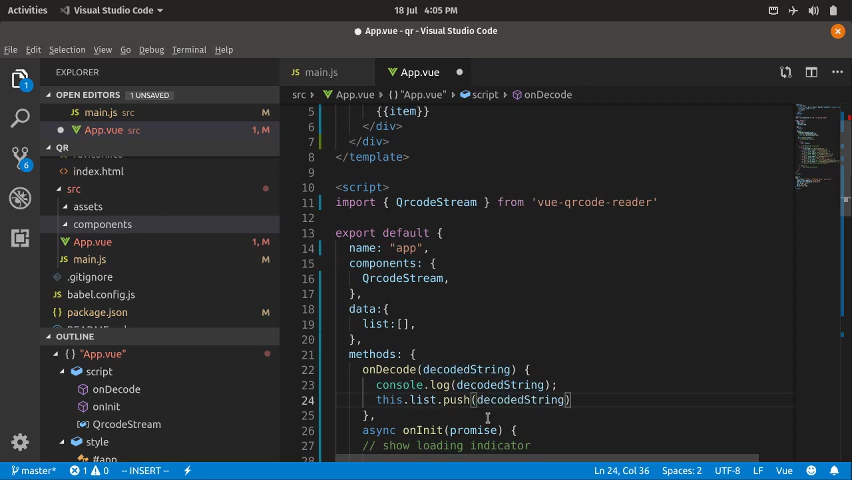 Activities Visual Studio Code 18 Jul 4:05 PM
App.vue - qr - Visual Studio Code
File Edit Selection View Go Debug Terminal Help
EXPLORER
OPEN EDITORS 1 UNSAVED
main.js M
App.vue src 1, M
QR
index.html
src
assets
components
App.vue 1, M
main.js M
.gitignore
babel.config.js
package.json M
OUTLINE
{} "App.vue"
script
onDecode
onInit
QrcodeStream
style
main.js App.vue
src App.vue {} "App.vue" script onDecode
5 {{item}}
6 </div>
7 </div>
8 </template>
9
10 <script>
11 import { QrcodeStream } from 'vue-qrcode-reader'
12
13 export default {
14 name: "app",
15 components: {
16 QrcodeStream,
17 },
18 data:{
19 list:[],
20 },
21 methods: {
22 onDecode(decodedString) {
23 console.log(decodedString);
24 this.list.push(decodedString)
25 },
26 async onInit(promise) {
27 // show loading indicator
28
1
6
master* 1 0 -- INSERT -- Ln 24, Col 36 Spaces: 2 UTF-8 LF Vue